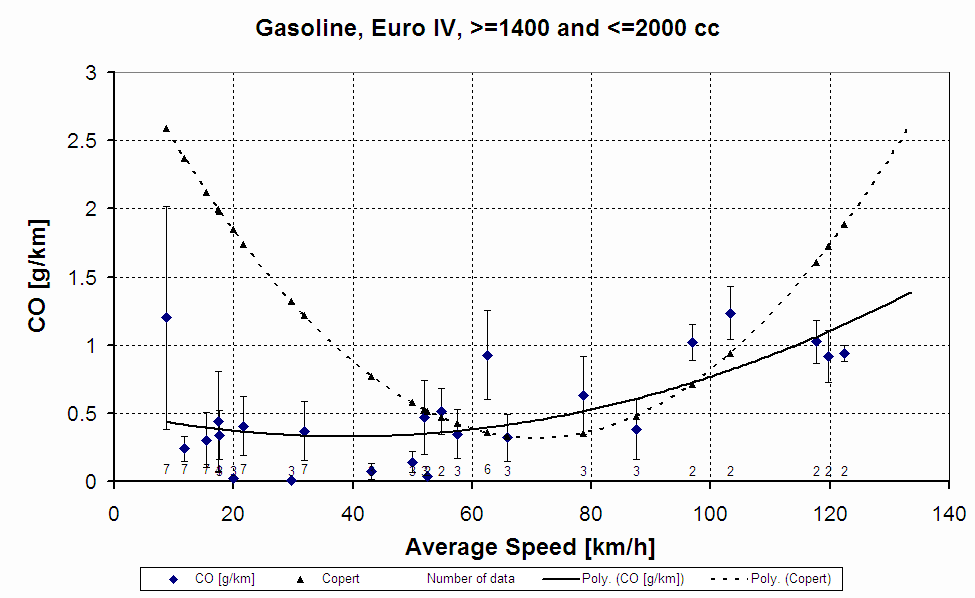 Gasoline, Euro IV, >=1400 and <=2000 cc
3
2.5
2
1.5
1
0.5
0
CO [g/km]
7 7 7 3 7 3 7 3 2 2 3 6 3 3 3 2 2 2 2 2
0 20 40 60 80 100 120 140
Average Speed [km/h]
CO [g/km] Copert Number of data Poly. (CO [g/km]) Poly. (Copert)